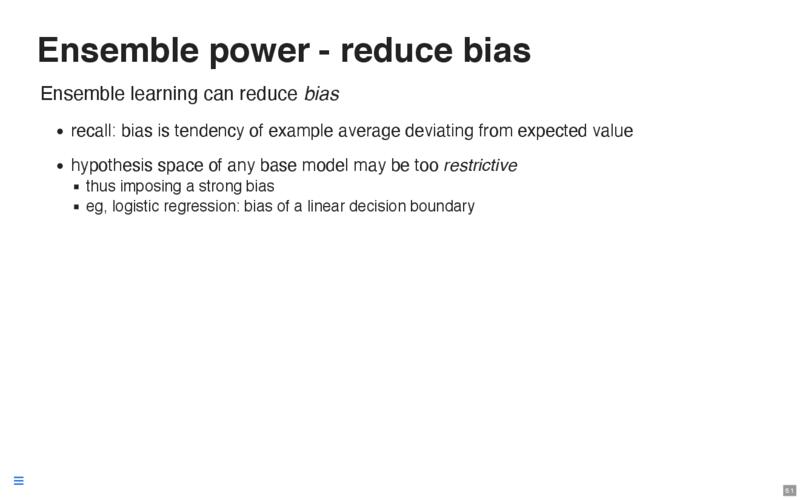 Ensemble power - reduce bias
Ensemble learning can reduce bias
• recall: bias is tendency of example average deviating from expected value
• hypothesis space of any base model may be too restrictive
▪ thus imposing a strong bias
▪ eg, logistic regression: bias of a linear decision boundary